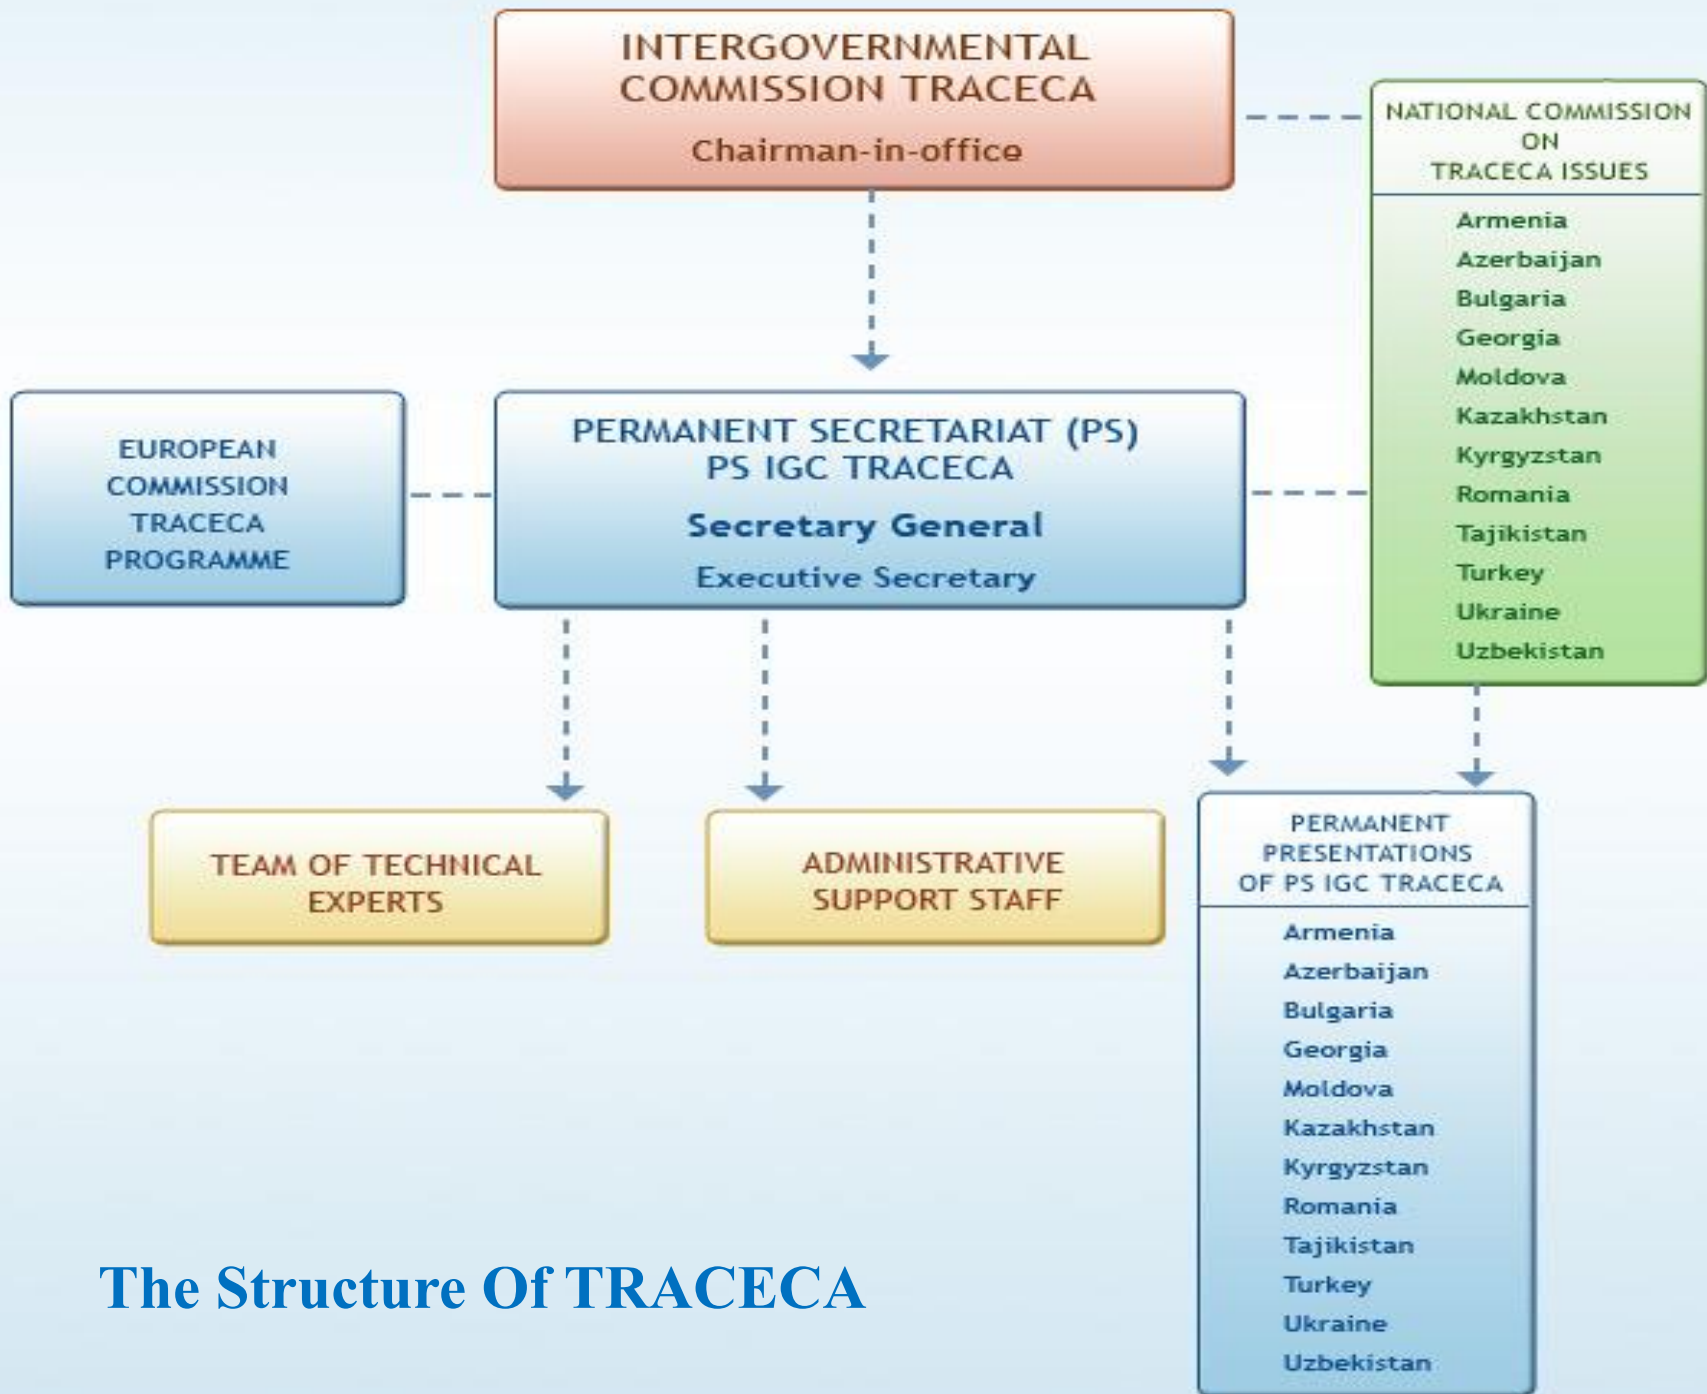 INTERGOVERNMENTAL
COMMISSION TRACECA
Chairman-in-office
NATIONAL COMMISSION
ON
TRACECA ISSUES
Armenia
Azerbaijan
Bulgaria
Georgia
Moldova
Kazakhstan
Kyrgyzstan
Romania
Tajikistan
Turkey
Ukraine
Uzbekistan
EUROPEAN
COMMISSION
TRACECA
PROGRAMME
PERMANENT SECRETARIAT (PS)
PS IGC TRACECA
Secretary General
Executive Secretary
TEAM OF TECHNICAL
EXPERTS
ADMINISTRATIVE
SUPPORT STAFF
PERMANENT
PRESENTATIONS
OF PS IGC TRACECA
Armenia
Azerbaijan
Bulgaria
Georgia
Moldova
Kazakhstan
Kyrgyzstan
Romania
Tajikistan
Turkey
Ukraine
Uzbekistan
The Structure Of TRACECA